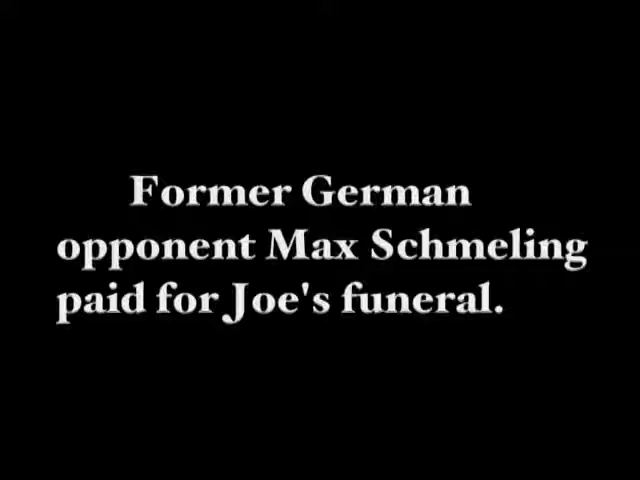 Former German
opponent Max Schmeling
paid for Joe's funeral.